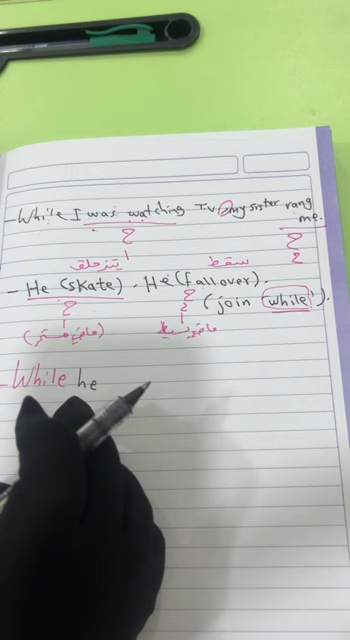 - While I was watching TV, my sister rang me.
ح ح
يتزحلق سقط
- He (skate). He (fall over).
ح ح (join while).
(ماضي مستمر) ماضي بسيط
- While he